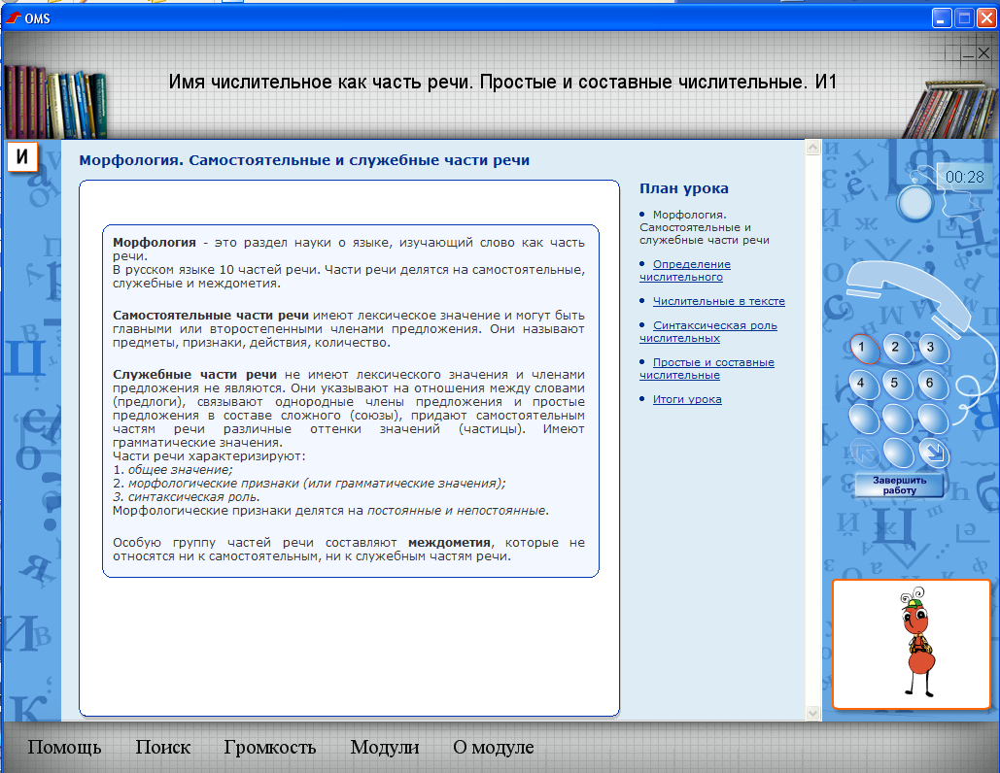 OMS
Имя числительное как часть речи. Простые и составные числительные. И1
И
Морфология. Самостоятельные и служебные части речи
Морфология - это раздел науки о языке, изучающий слово как часть
речи.
В русском языке 10 частей речи. Части речи делятся на самостоятельные,
служебные и междометия.
Самостоятельные части речи имеют лексическое значение и могут быть
главными или второстепенными членами предложения. Они называют
предметы, признаки, действия, количество.
Служебные части речи не имеют лексического значения и членами
предложения не являются. Они указывают на отношения между словами
(предлоги), связывают однородные члены предложения и простые
предложения в составе сложного (союзы), придают самостоятельным
частям речи различные оттенки значений (частицы). Имеют
грамматические значения.
Части речи характеризируют:
1. общее значение;
2. морфологические признаки (или грамматические значения);
3. синтаксическая роль.
Морфологические признаки делятся на постоянные и непостоянные.
Особую группу частей речи составляют междометия, которые не
относятся ни к самостоятельным, ни к служебным частям речи.
План урока
• Морфология.
Самостоятельные и
служебные части речи
• Определение
числительного
• Числительные в тексте
• Синтаксическая роль
числительных
• Простые и составные
числительные
• Итоги урока
00:28
1 2 3
4 5 6
Завершить
работу
Помощь Поиск Громкость Модули О модуле